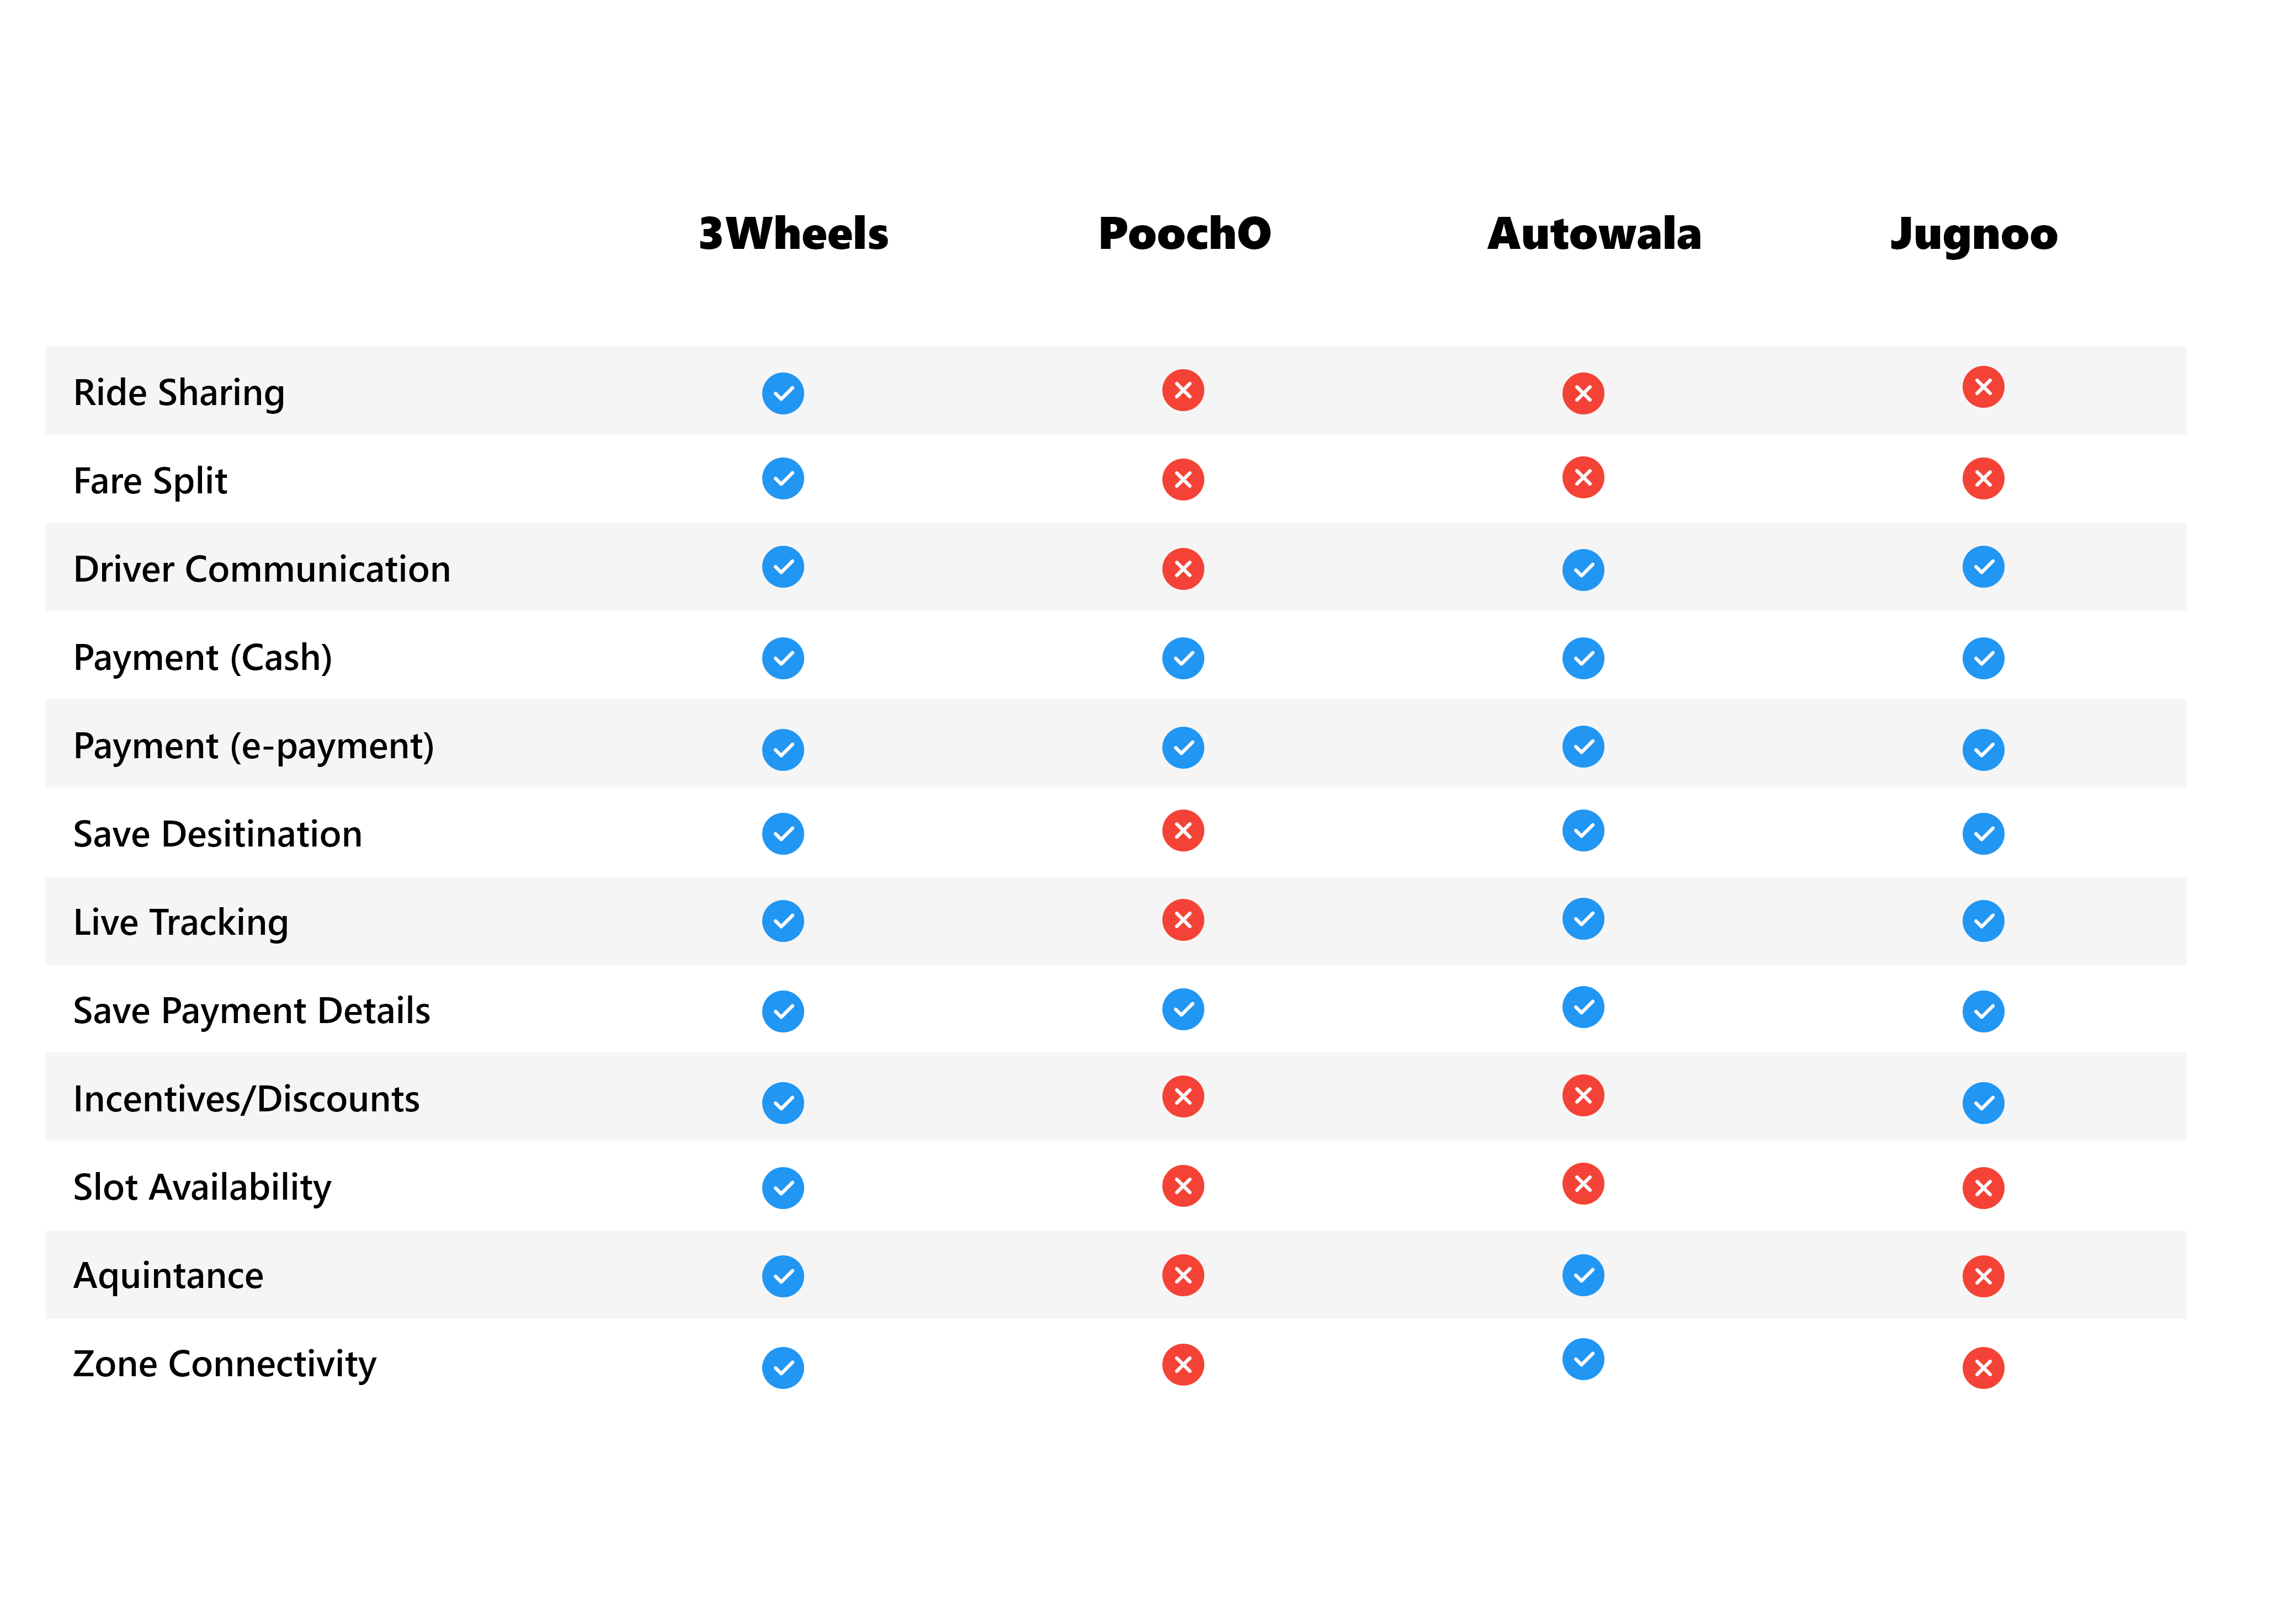 3Wheels PoochO Autowala Jugnoo
Ride Sharing
Fare Split
Driver Communication
Payment (Cash)
Payment (e-payment)
Save Desitination
Live Tracking
Save Payment Details
Incentives/Discounts
Slot Availability
Aquintance
Zone Connectivity